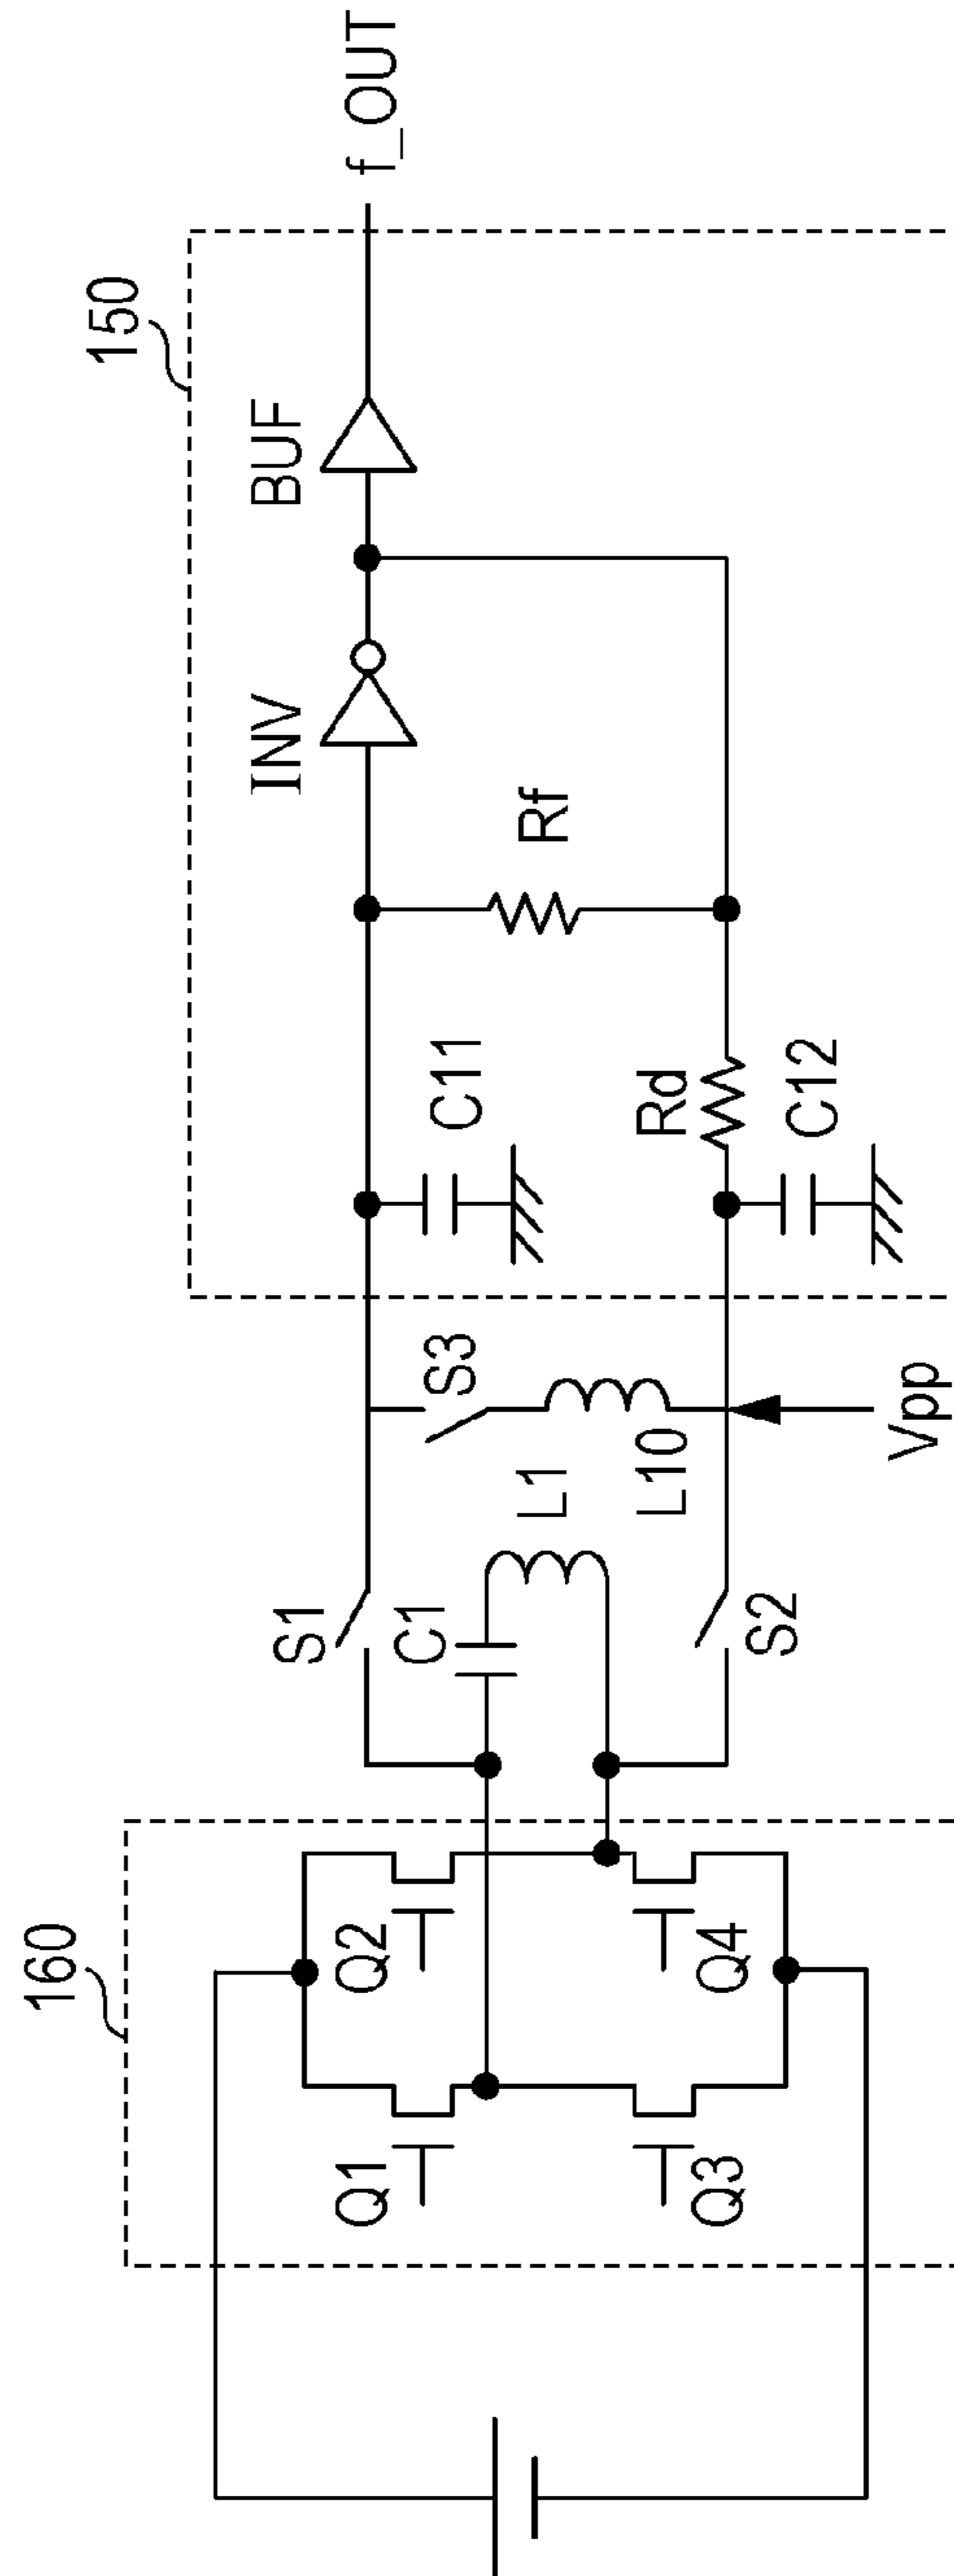 160
Q1
Q2
Q3
Q4
S1
C1
L1
S2
S3
L10
Vpp
150
C11
Rd
C12
Rf
INV
BUF
f_OUT